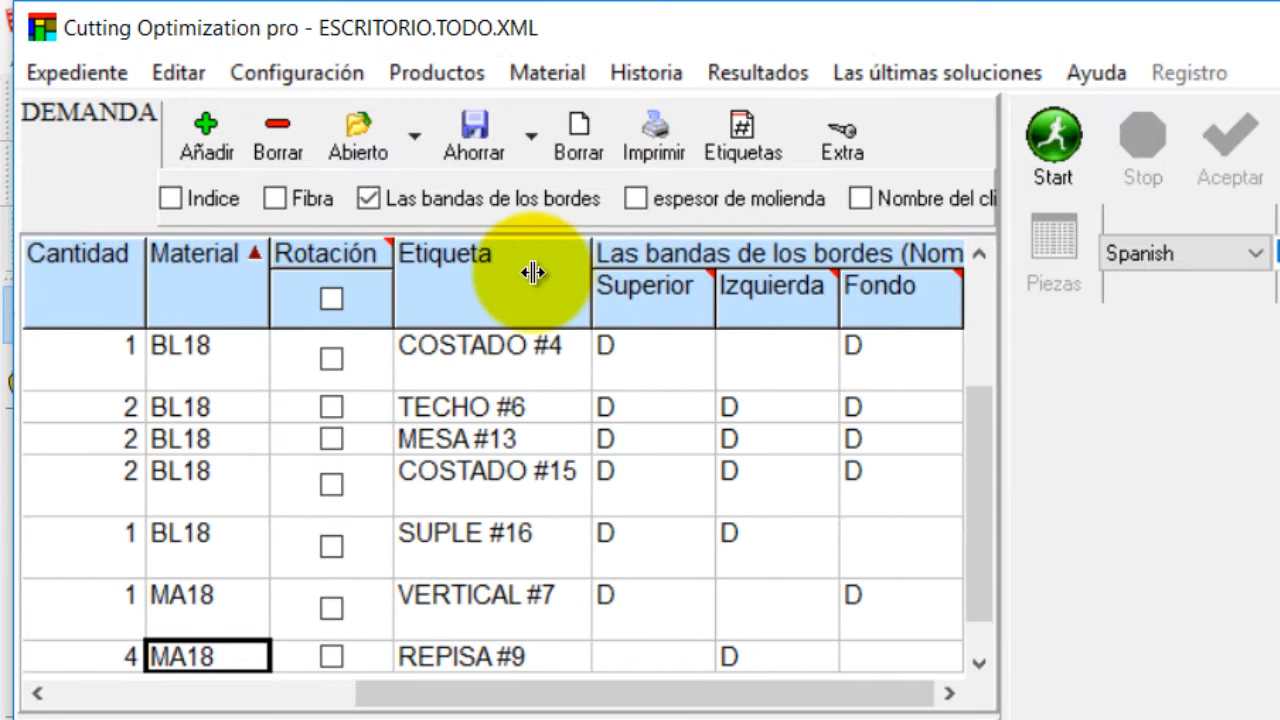 Cutting Optimization pro - ESCRITORIO.TODO.XML
Expediente Editar Configuración Productos Material Historia Resultados Las últimas soluciones Ayuda Registro
DEMANDA
Añadir Borrar Abierto Ahorrar Borrar Imprimir Etiquetas Extra
Start Stop Aceptar
Indice Fibra Las bandas de los bordes espesor de molienda Nombre del cli
Piezas Spanish
Cantidad Material Rotación Etiqueta Las bandas de los bordes (Nom
Superior Izquierda Fondo
1 BL18 COSTADO #4 D D
2 BL18 TECHO #6 D D D
2 BL18 MESA #13 D D D
2 BL18 COSTADO #15 D D D
1 BL18 SUPLE #16 D D
1 MA18 VERTICAL #7 D D
4 MA18 REPISA #9 D